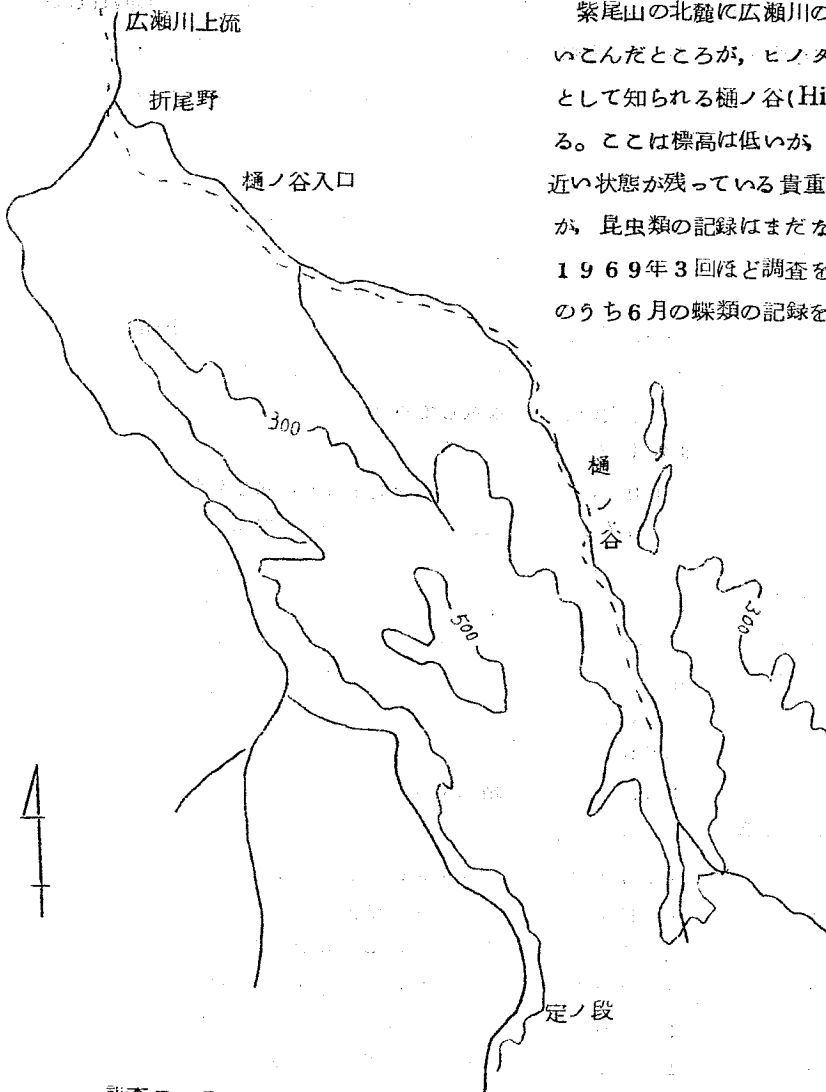 広瀬川上流
折尾野
樋ノ谷入口
紫尾山の北麓に広瀬川の
いこんだところが，ヒノタ
として知られる樋ノ谷(Hi
る。ここは標高は低いが，
近い状態が残っている貴重
が，昆虫類の記録はまだな
1969年3回ほど調査を
のうち6月の蝶類の記録を
300
樋ノ谷
500
300
定ノ段